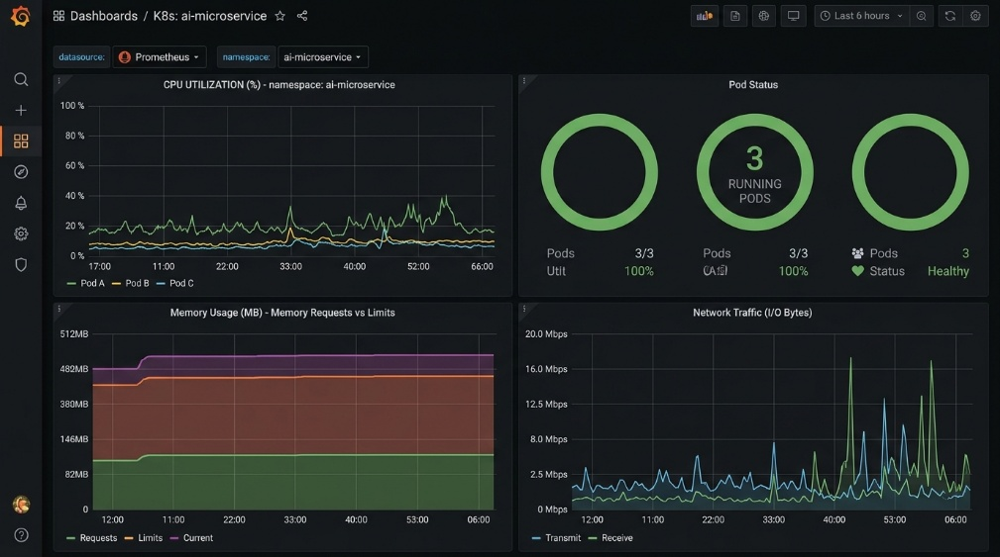 Dashboards / K8s: ai-microservice
Last 6 hours
datasource: Prometheus namespace: ai-microservice
CPU UTILIZATION (%) - namespace: ai-microservice
100 %
80 %
60 %
40 %
20 %
0 %
17:00 11:00 22:00 33:00 40:00 52:00 66:00
Pod A Pod B Pod C
Pod Status
3
RUNNING
PODS
Pods 3/3
Utit 100%
Pods 3/3
100%
Pods 3
Status Healthy
Memory Usage (MB) - Memory Requests vs Limits
512MB
482MB
380MB
146MB
82MB
0
12:00 11:00 22:00 33:00 40:00 53:00 06:00
Requests Limits Current
Network Traffic (I/O Bytes)
20.0 Mbps
16.0 Mbps
12.5 Mbps
8.0 Mbps
2.5 Mbps
0 Mbps
12:00 11:00 22:00 33:00 40:00 53:00 06:00
Transmit Receive